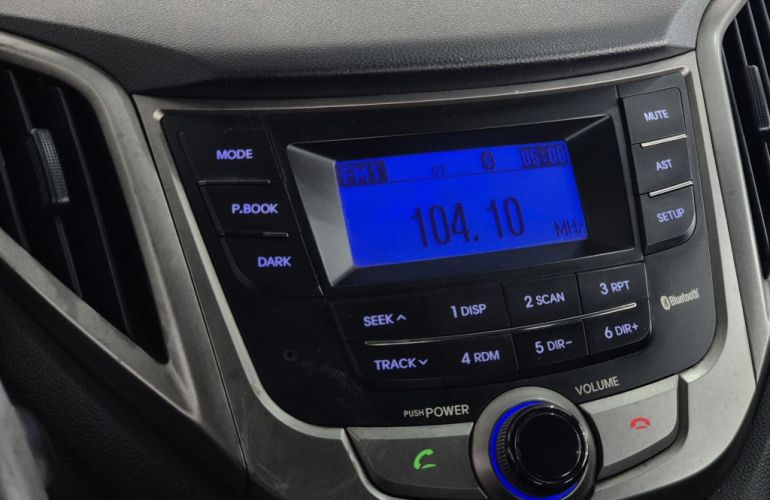 MODE
P.BOOK
DARK
FM1 ST 05:00
104.10 MHz
MUTE
AST
SETUP
SEEK 1 DISP 2 SCAN 3 RPT
TRACK 4 RDM 5 DIR- 6 DIR+
Bluetooth
PUSH POWER
VOLUME